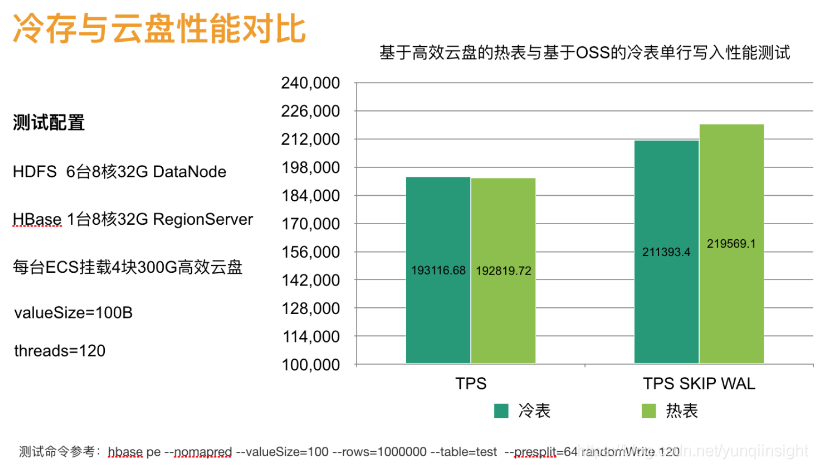 冷存与云盘性能对比
基于高效云盘的热表与基于OSS的冷表单行写入性能测试
测试配置
HDFS 6台8核32G DataNode
HBase 1台8核32G RegionServer
每台ECS挂载4块300G高效云盘
valueSize=100B
threads=120
240,000
226,000
212,000
198,000
184,000
170,000
156,000
142,000
128,000
114,000
100,000
193116.68
192819.72
211393.4
219569.1
TPS
TPS SKIP WAL
冷表
热表
测试命令参考：hbase pe --nomapred --valueSize=100 --rows=1000000 --table=test --presplit=64 randomWrite 120